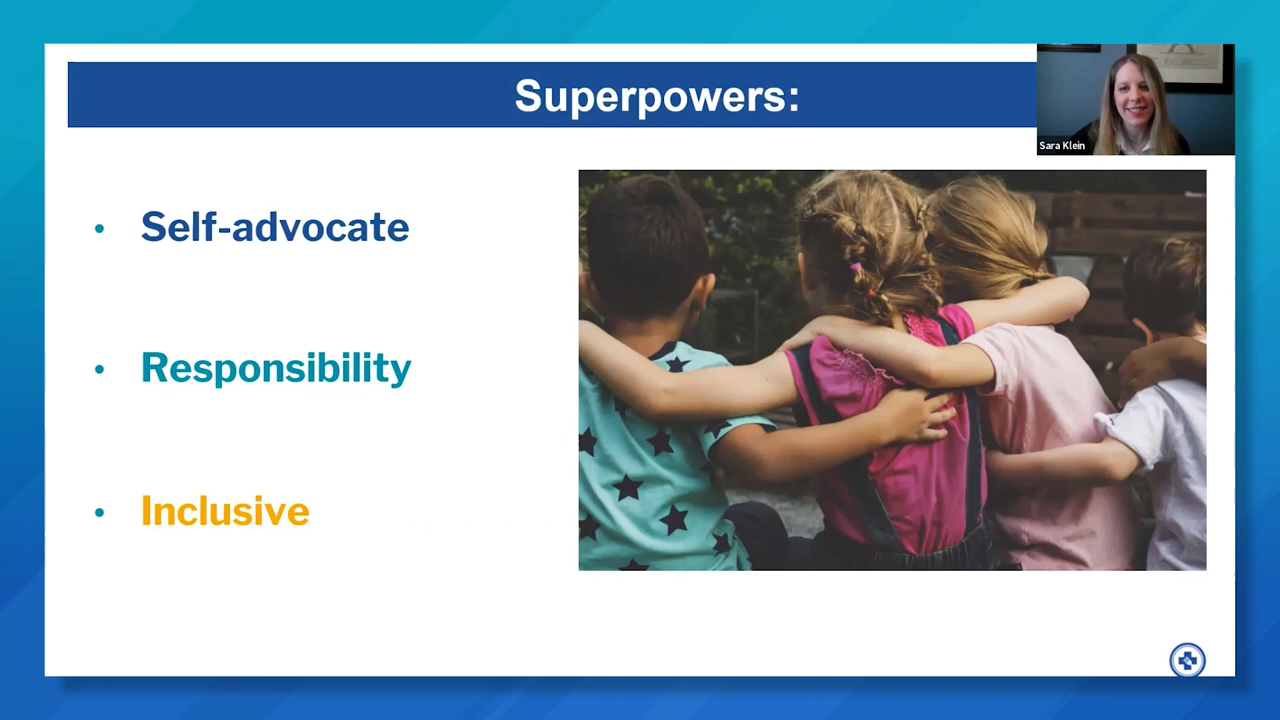 Superpowers:
Sara Klein
• Self-advocate
• Responsibility
• Inclusive